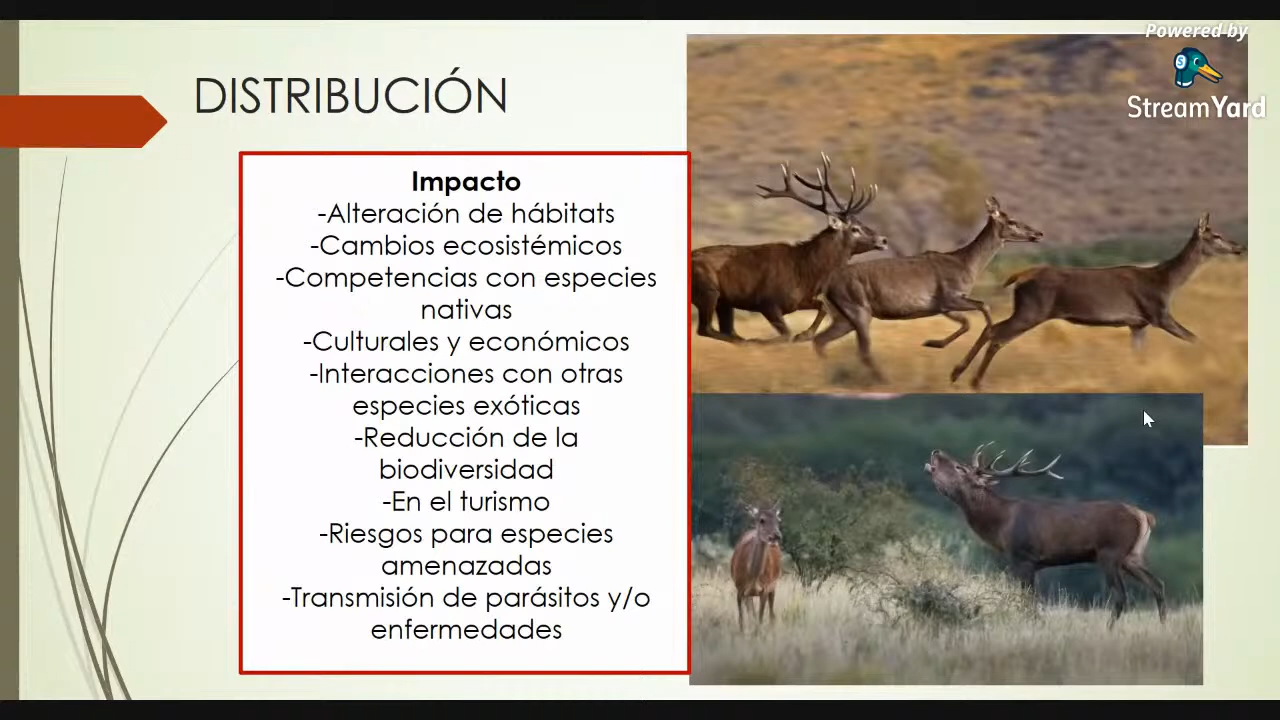 Powered by
StreamYard
DISTRIBUCIÓN
Impacto
-Alteración de hábitats
-Cambios ecosistémicos
-Competencias con especies
nativas
-Culturales y económicos
-Interacciones con otras
especies exóticas
-Reducción de la
biodiversidad
-En el turismo
-Riesgos para especies
amenazadas
-Transmisión de parásitos y/o
enfermedades